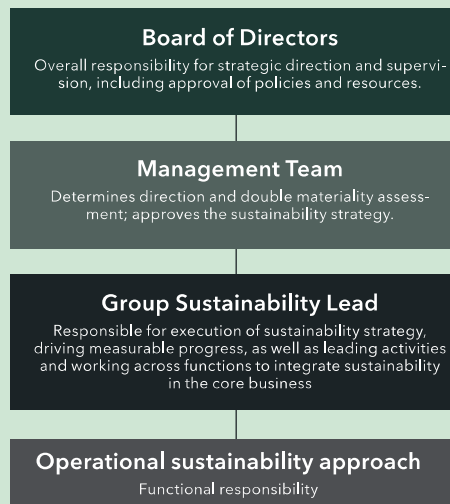 Board of Directors
Overall responsibility for strategic direction and supervi-
sion, including approval of policies and resources.
Management Team
Determines direction and double materiality assess-
ment; approves the sustainability strategy.
Group Sustainability Lead
Responsible for execution of sustainability strategy,
driving measurable progress, as well as leading activities
and working across functions to integrate sustainability
in the core business
Operational sustainability approach
Functional responsibility